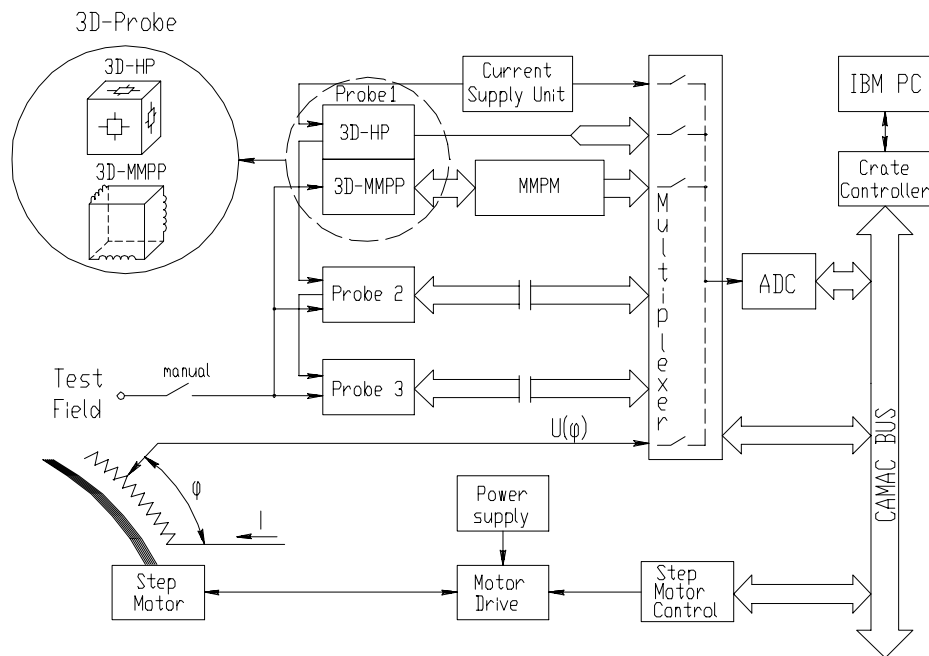 3D-Probe
3D-HP
3D-MMPP
Probe1
3D-HP
3D-MMPP
Current
Supply Unit
MMPM
Multiplexer
IBM PC
Crate
Controller
ADC
Probe 2
Probe 3
Test
Field
manual
U(φ)
φ
I
CAMAC BUS
Power
supply
Step
Motor
Motor
Drive
Step
Motor
Control